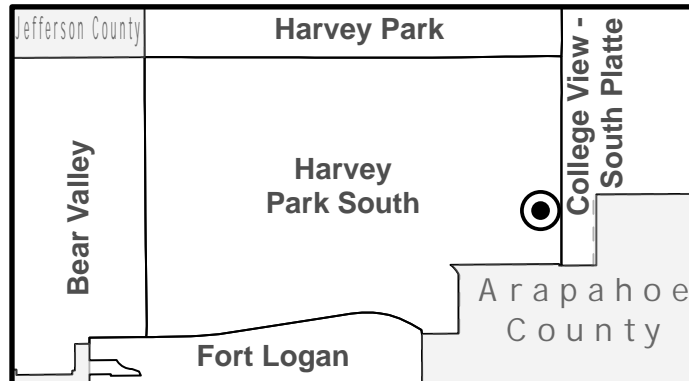 Jefferson County
Harvey Park
College View -
South Platte
Bear Valley
Harvey
Park South
Arapahoe
County
Fort Logan